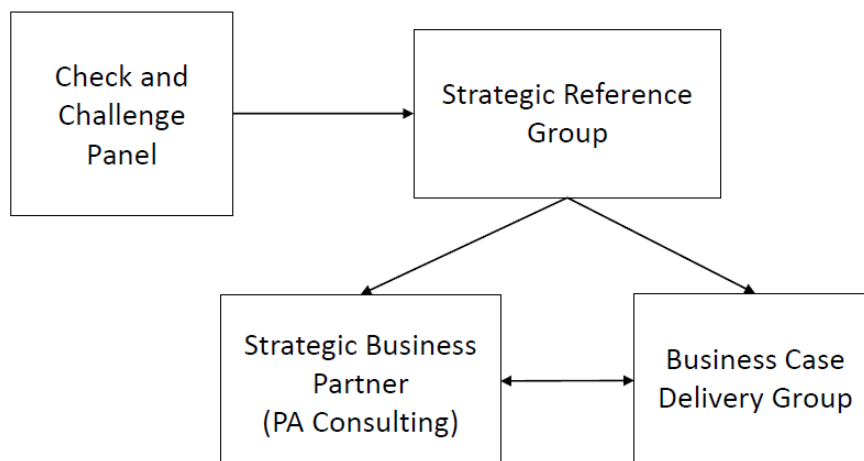 Check and
Challenge
Panel
Strategic Reference
Group
Strategic Business
Partner
(PA Consulting)
Business Case
Delivery Group